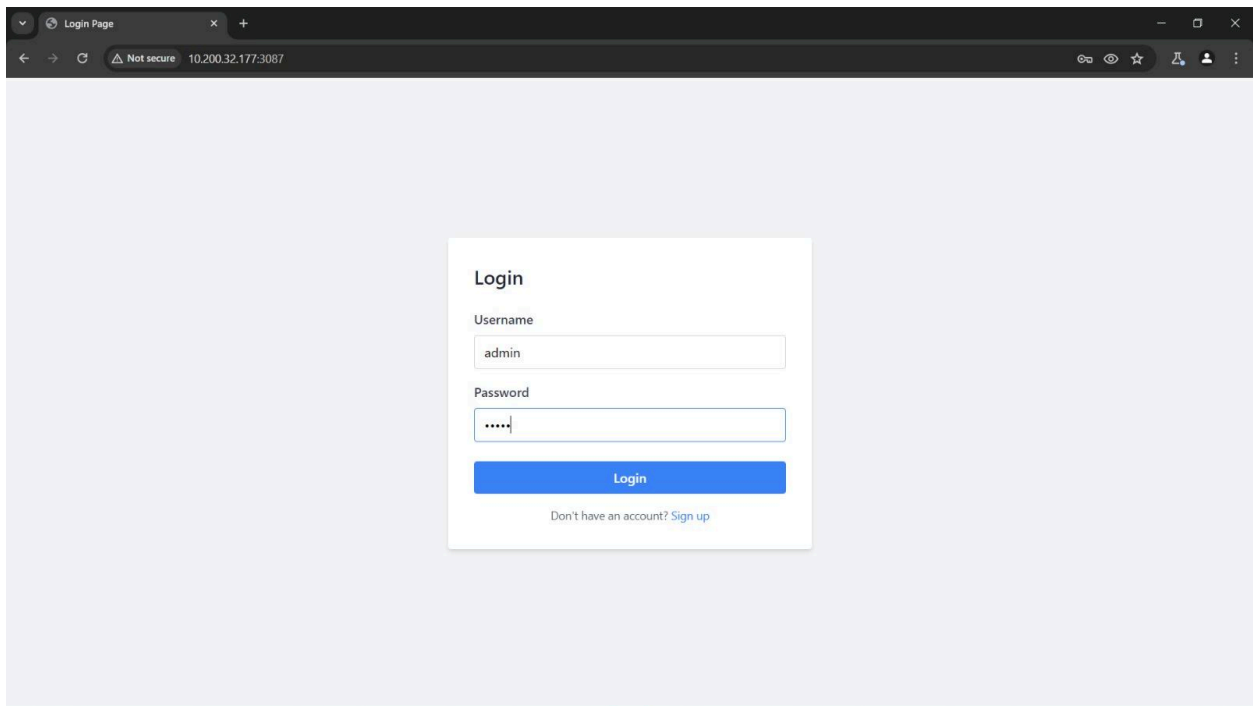 Login Page
Not secure 10.200.32.177:3087
Login
Username
admin
Password
•••••
Login
Don't have an account? Sign up